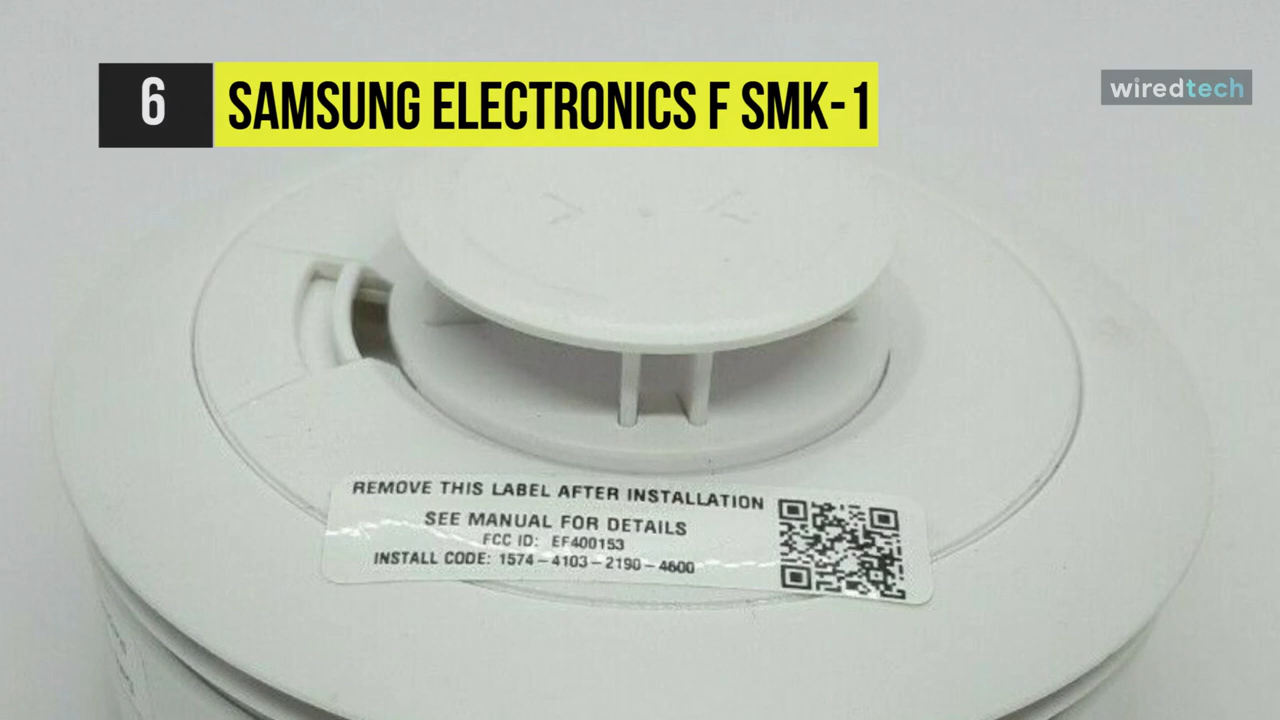 6
SAMSUNG ELECTRONICS F SMK-1
wiredtech
REMOVE THIS LABEL AFTER INSTALLATION
SEE MANUAL FOR DETAILS
FCC ID: EF400153
INSTALL CODE: 1574-4103-2190-4600